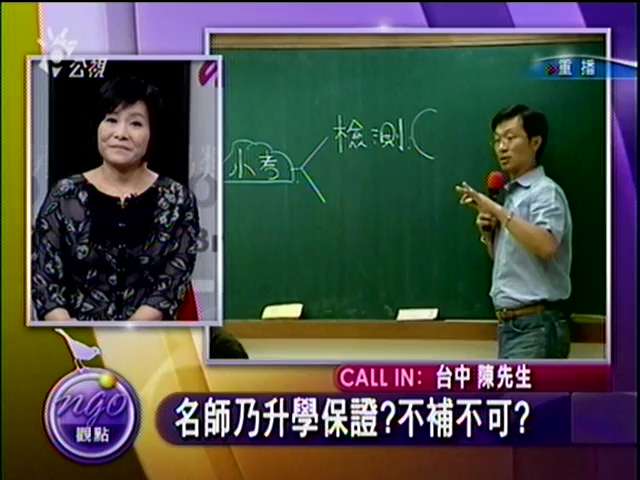 公視
重播
小考
檢測(
CALL IN: 台中 陳先生
ngo
觀點
名師乃升學保證?不補不可?